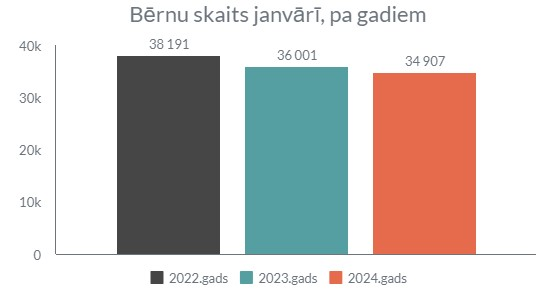 Bērnu skaits janvārī, pa gadiem
40k
30k
20k
10k
0
38 191
36 001
34 907
2022.gads
2023.gads
2024.gads